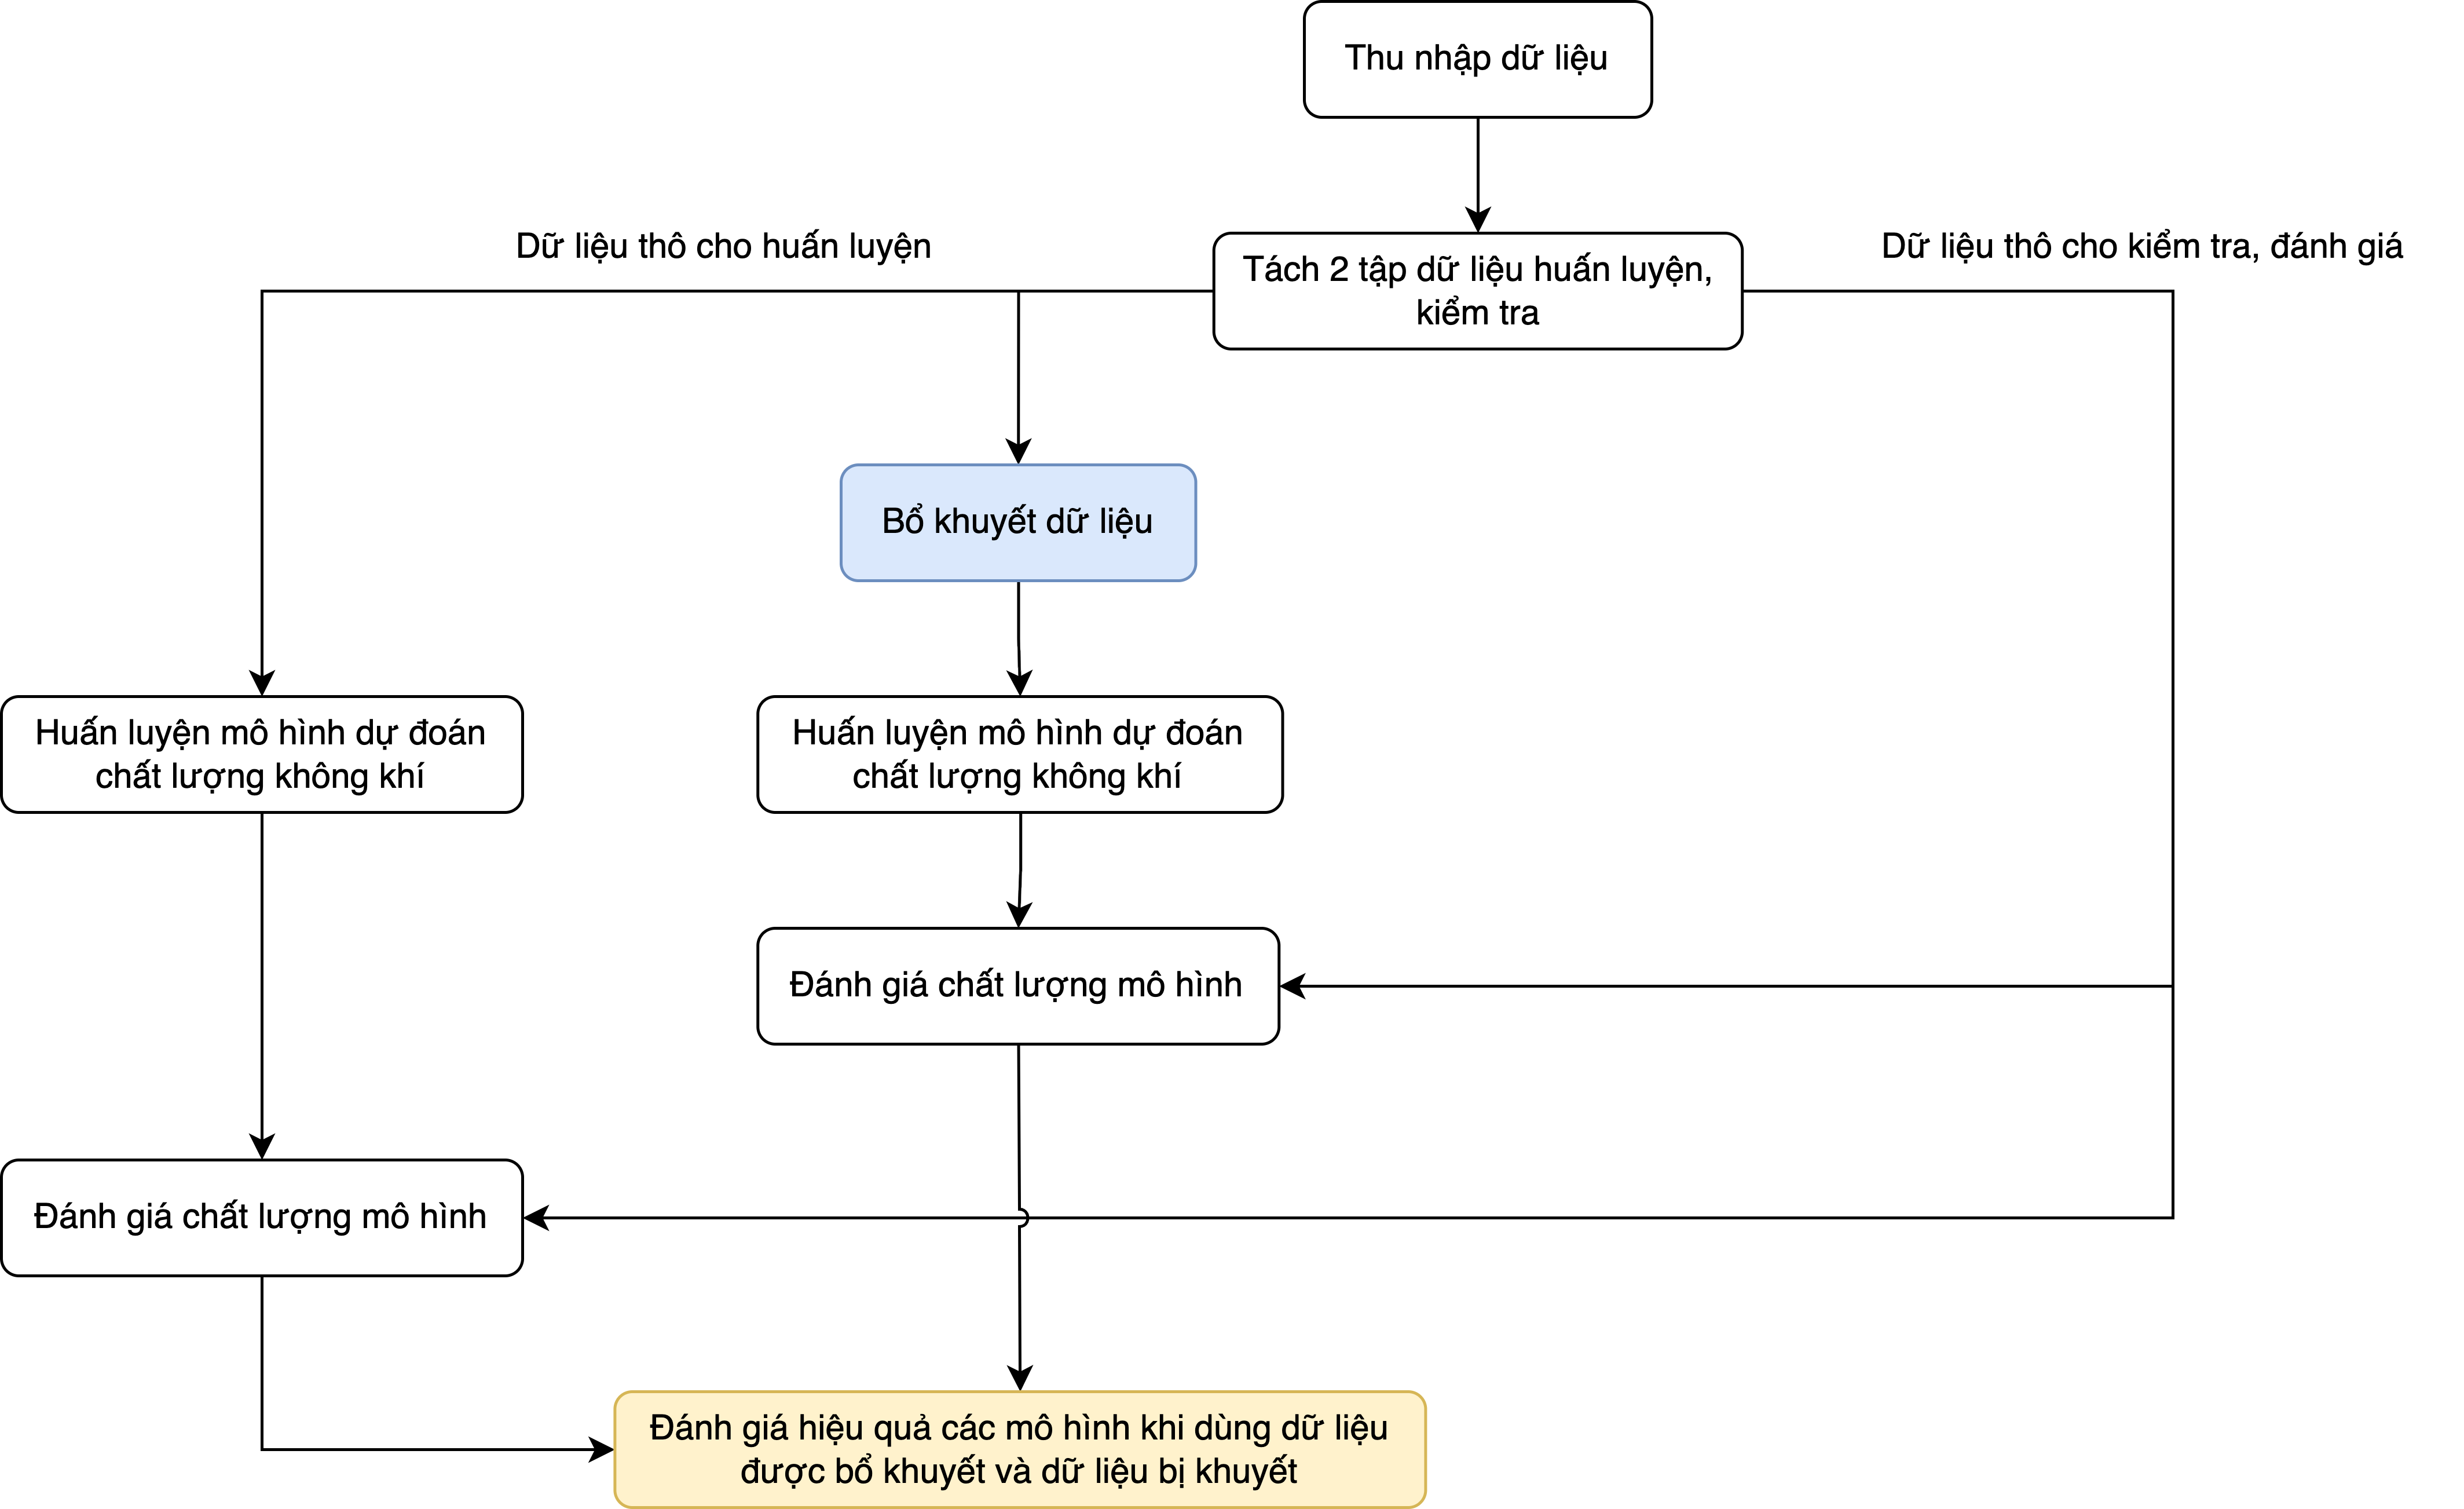 Thu nhập dữ liệu
Dữ liệu thô cho huấn luyện
Tách 2 tập dữ liệu huấn luyện,
kiểm tra
Dữ liệu thô cho kiểm tra, đánh giá
Bổ khuyết dữ liệu
Huấn luyện mô hình dự đoán
chất lượng không khí
Huấn luyện mô hình dự đoán
chất lượng không khí
Đánh giá chất lượng mô hình
Đánh giá chất lượng mô hình
Đánh giá hiệu quả các mô hình khi dùng dữ liệu
được bổ khuyết và dữ liệu bị khuyết